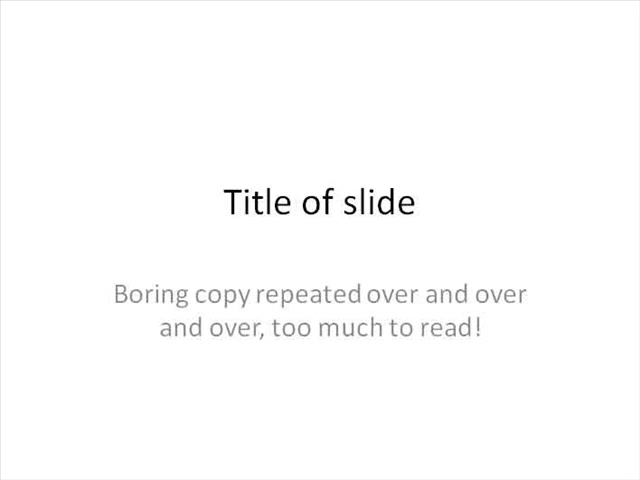 Title of slide
Boring copy repeated over and over
and over, too much to read!